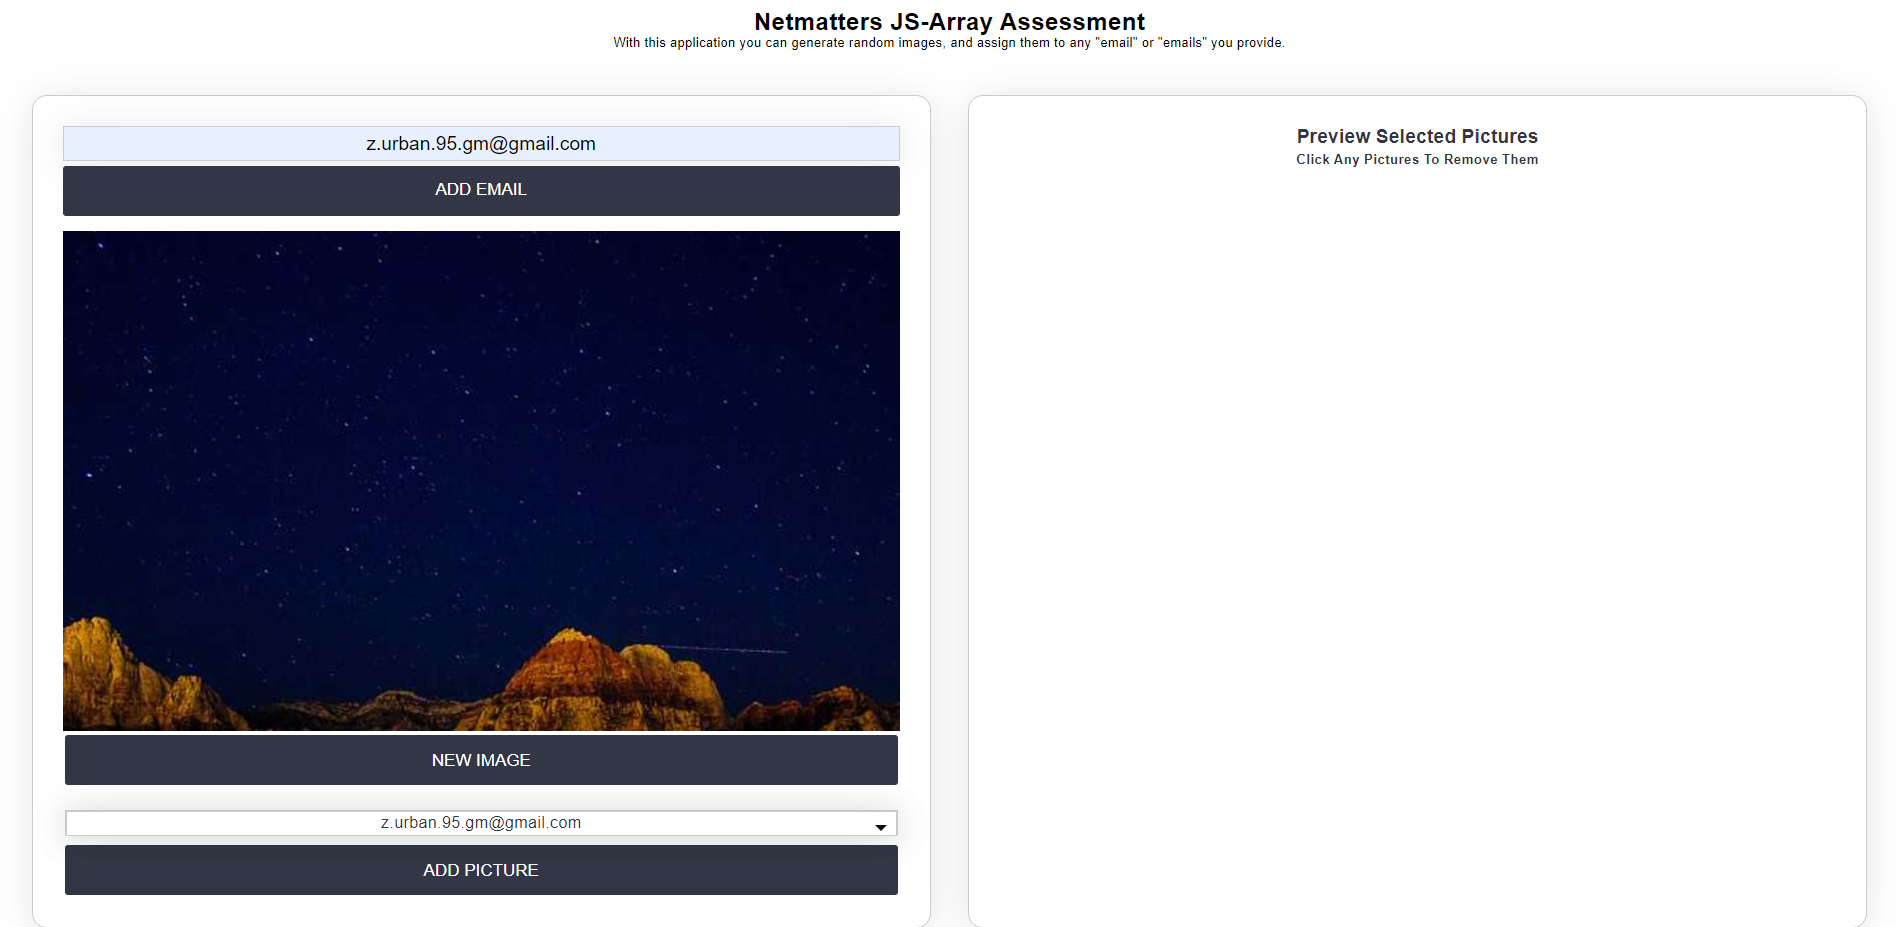 Netmatters JS-Array Assessment
With this application you can generate random images, and assign them to any "email" or "emails" you provide.
z.urban.95.gm@gmail.com
ADD EMAIL
NEW IMAGE
z.urban.95.gm@gmail.com
ADD PICTURE
Preview Selected Pictures
Click Any Pictures To Remove Them